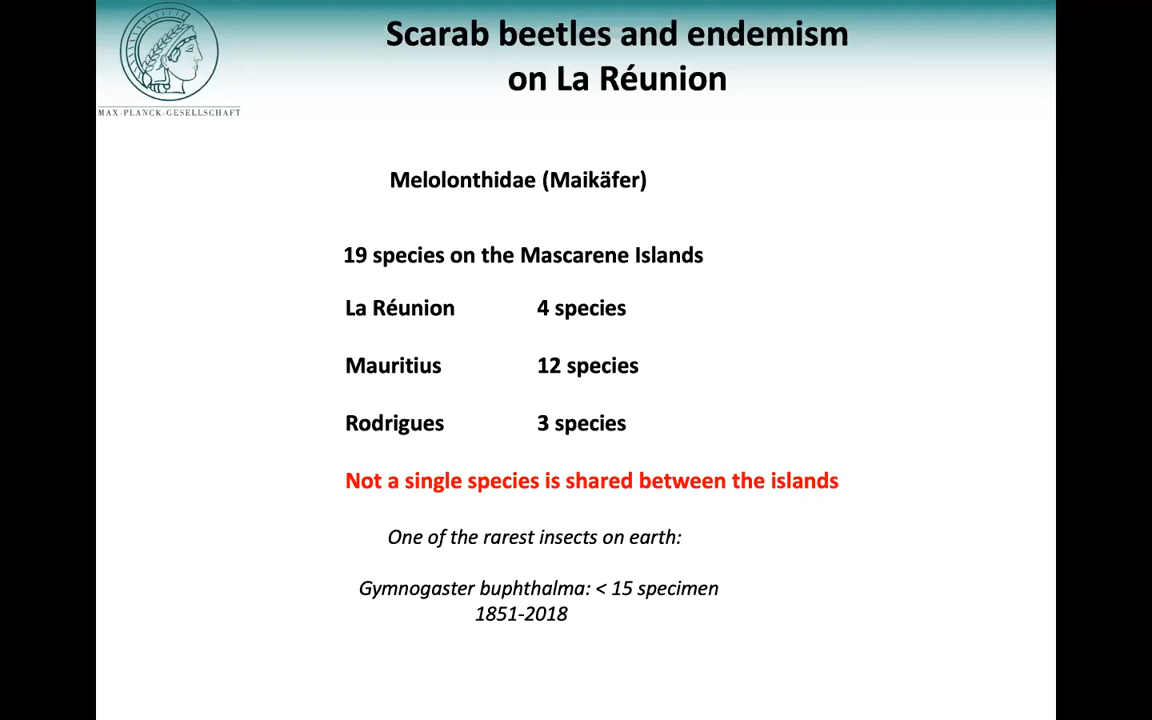 Scarab beetles and endemism
on La Réunion
MAX-PLANCK-GESELLSCHAFT
Melolonthidae (Maikäfer)
19 species on the Mascarene Islands
La Réunion 4 species
Mauritius 12 species
Rodrigues 3 species
Not a single species is shared between the islands
One of the rarest insects on earth:
Gymnogaster buphthalma: < 15 specimen
1851-2018